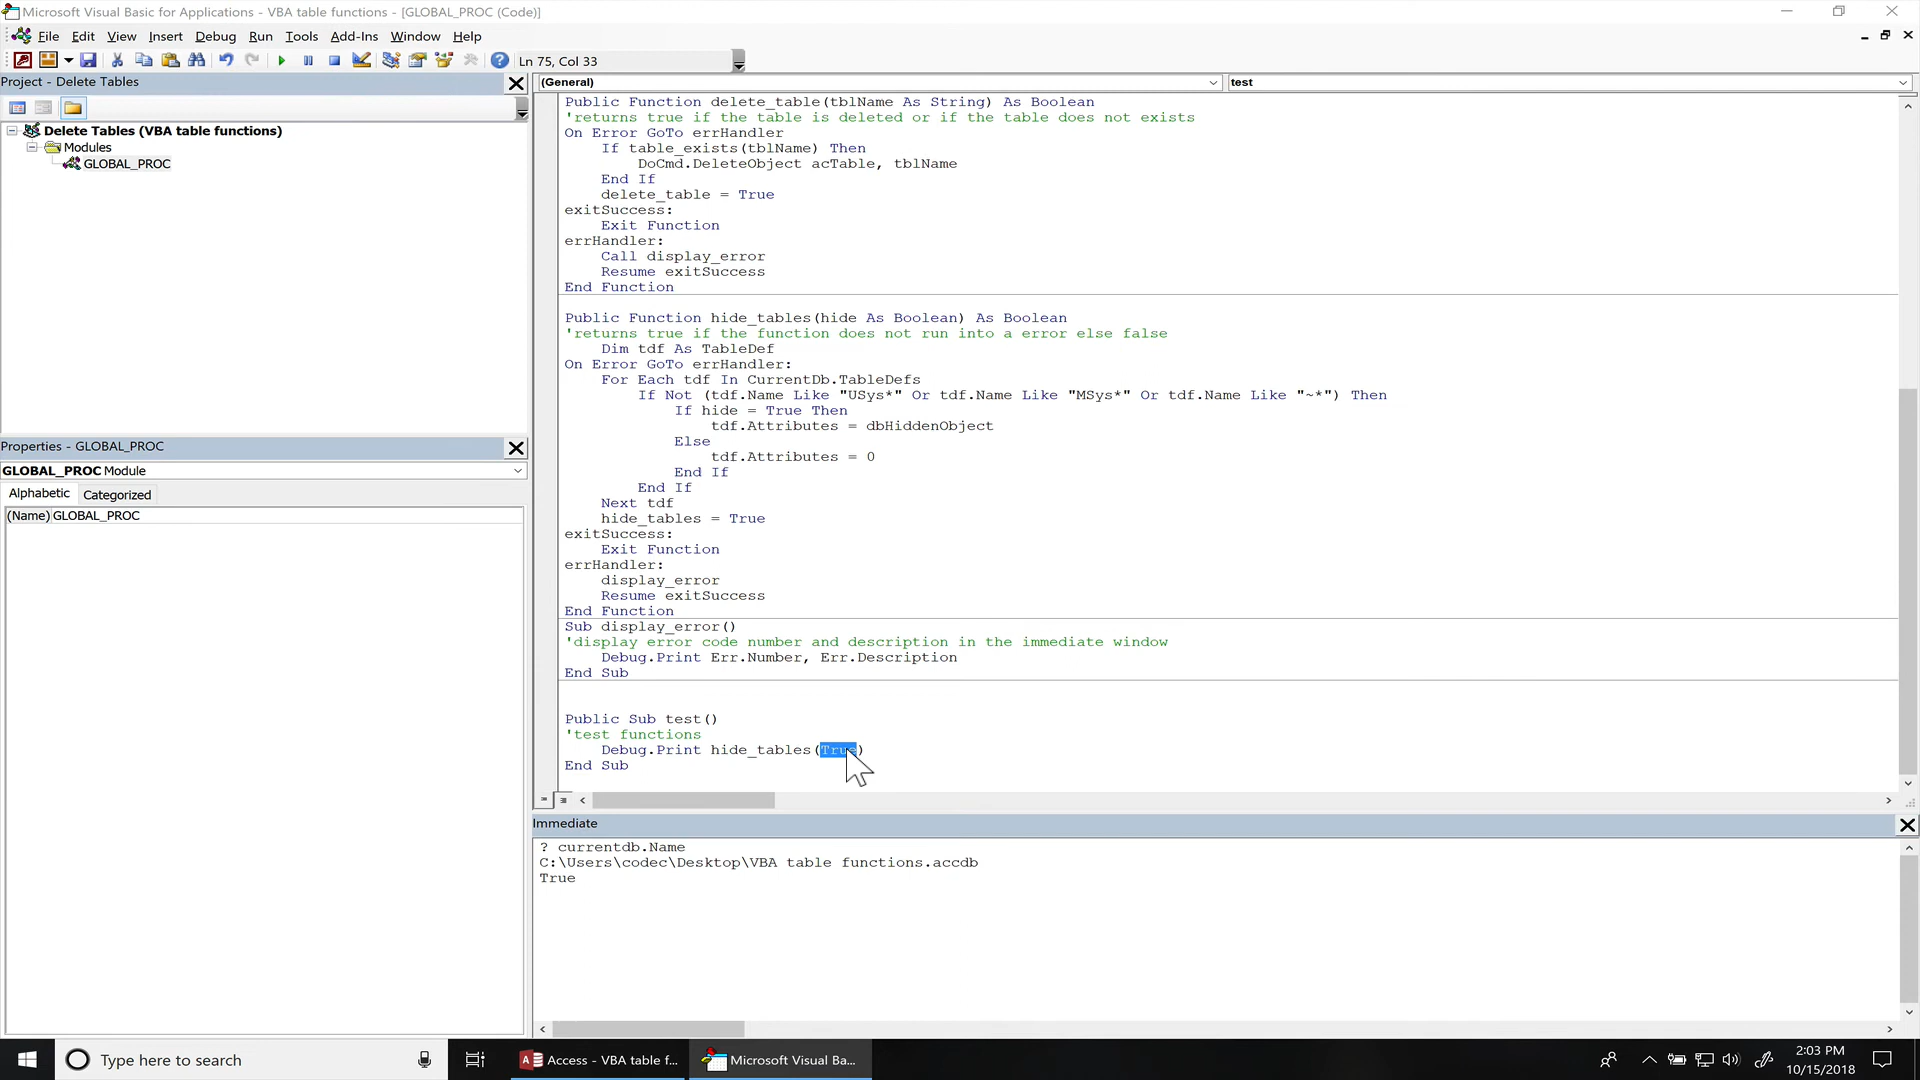 Microsoft Visual Basic for Applications - VBA table functions - [GLOBAL_PROC (Code)]
File Edit View Insert Format Debug Run Tools Add-Ins Window Help
Ln 75, Col 33
Project - Delete Tables
Delete Tables (VBA table functions)
Modules
GLOBAL_PROC
Properties - GLOBAL_PROC
GLOBAL_PROC Module
Alphabetic Categorized
(Name) GLOBAL_PROC
(General) test
Public Function delete_table(tblName As String) As Boolean
'returns true if the table is deleted or if the table does not exists
On Error GoTo errHandler
If table_exists(tblName) Then
DoCmd.DeleteObject acTable, tblName
End If
delete_table = True
exitSuccess:
Exit Function
errHandler:
Call display_error
Resume exitSuccess
End Function
Public Function hide_tables(hide As Boolean) As Boolean
'returns true if the function does not run into a error else false
Dim tdf As TableDef
On Error GoTo errHandler:
For Each tdf In CurrentDb.TableDefs
If Not (tdf.Name Like "USys*" Or tdf.Name Like "MSys*" Or tdf.Name Like "~*") Then
If hide = True Then
tdf.Attributes = dbHiddenObject
Else
tdf.Attributes = 0
End If
End If
Next tdf
hide_tables = True
exitSuccess:
Exit Function
errHandler:
display_error
Resume exitSuccess
End Function
Sub display_error()
'display error code number and description in the immediate window
Debug.Print Err.Number, Err.Description
End Sub
Public Sub test()
'test functions
Debug.Print hide_tables(True)
End Sub
Immediate
? currentdb.Name
C:\Users\codec\Desktop\VBA table functions.accdb
True
Type here to search
Access - VBA table f...
Microsoft Visual Ba...
2:03 PM
10/15/2018